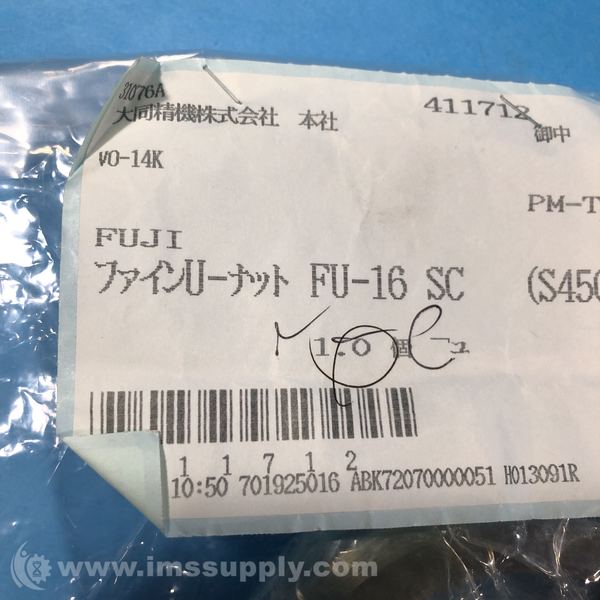 31076A
大同精機株式会社 本社 411712 御中
VO-14K
PM-T
FUJI
ファインUーナット FU-16 SC (S450
1.0 個
1 1 7 1 2
10:50 701925016 ABK72070000051 H013091R
www.imssupply.com